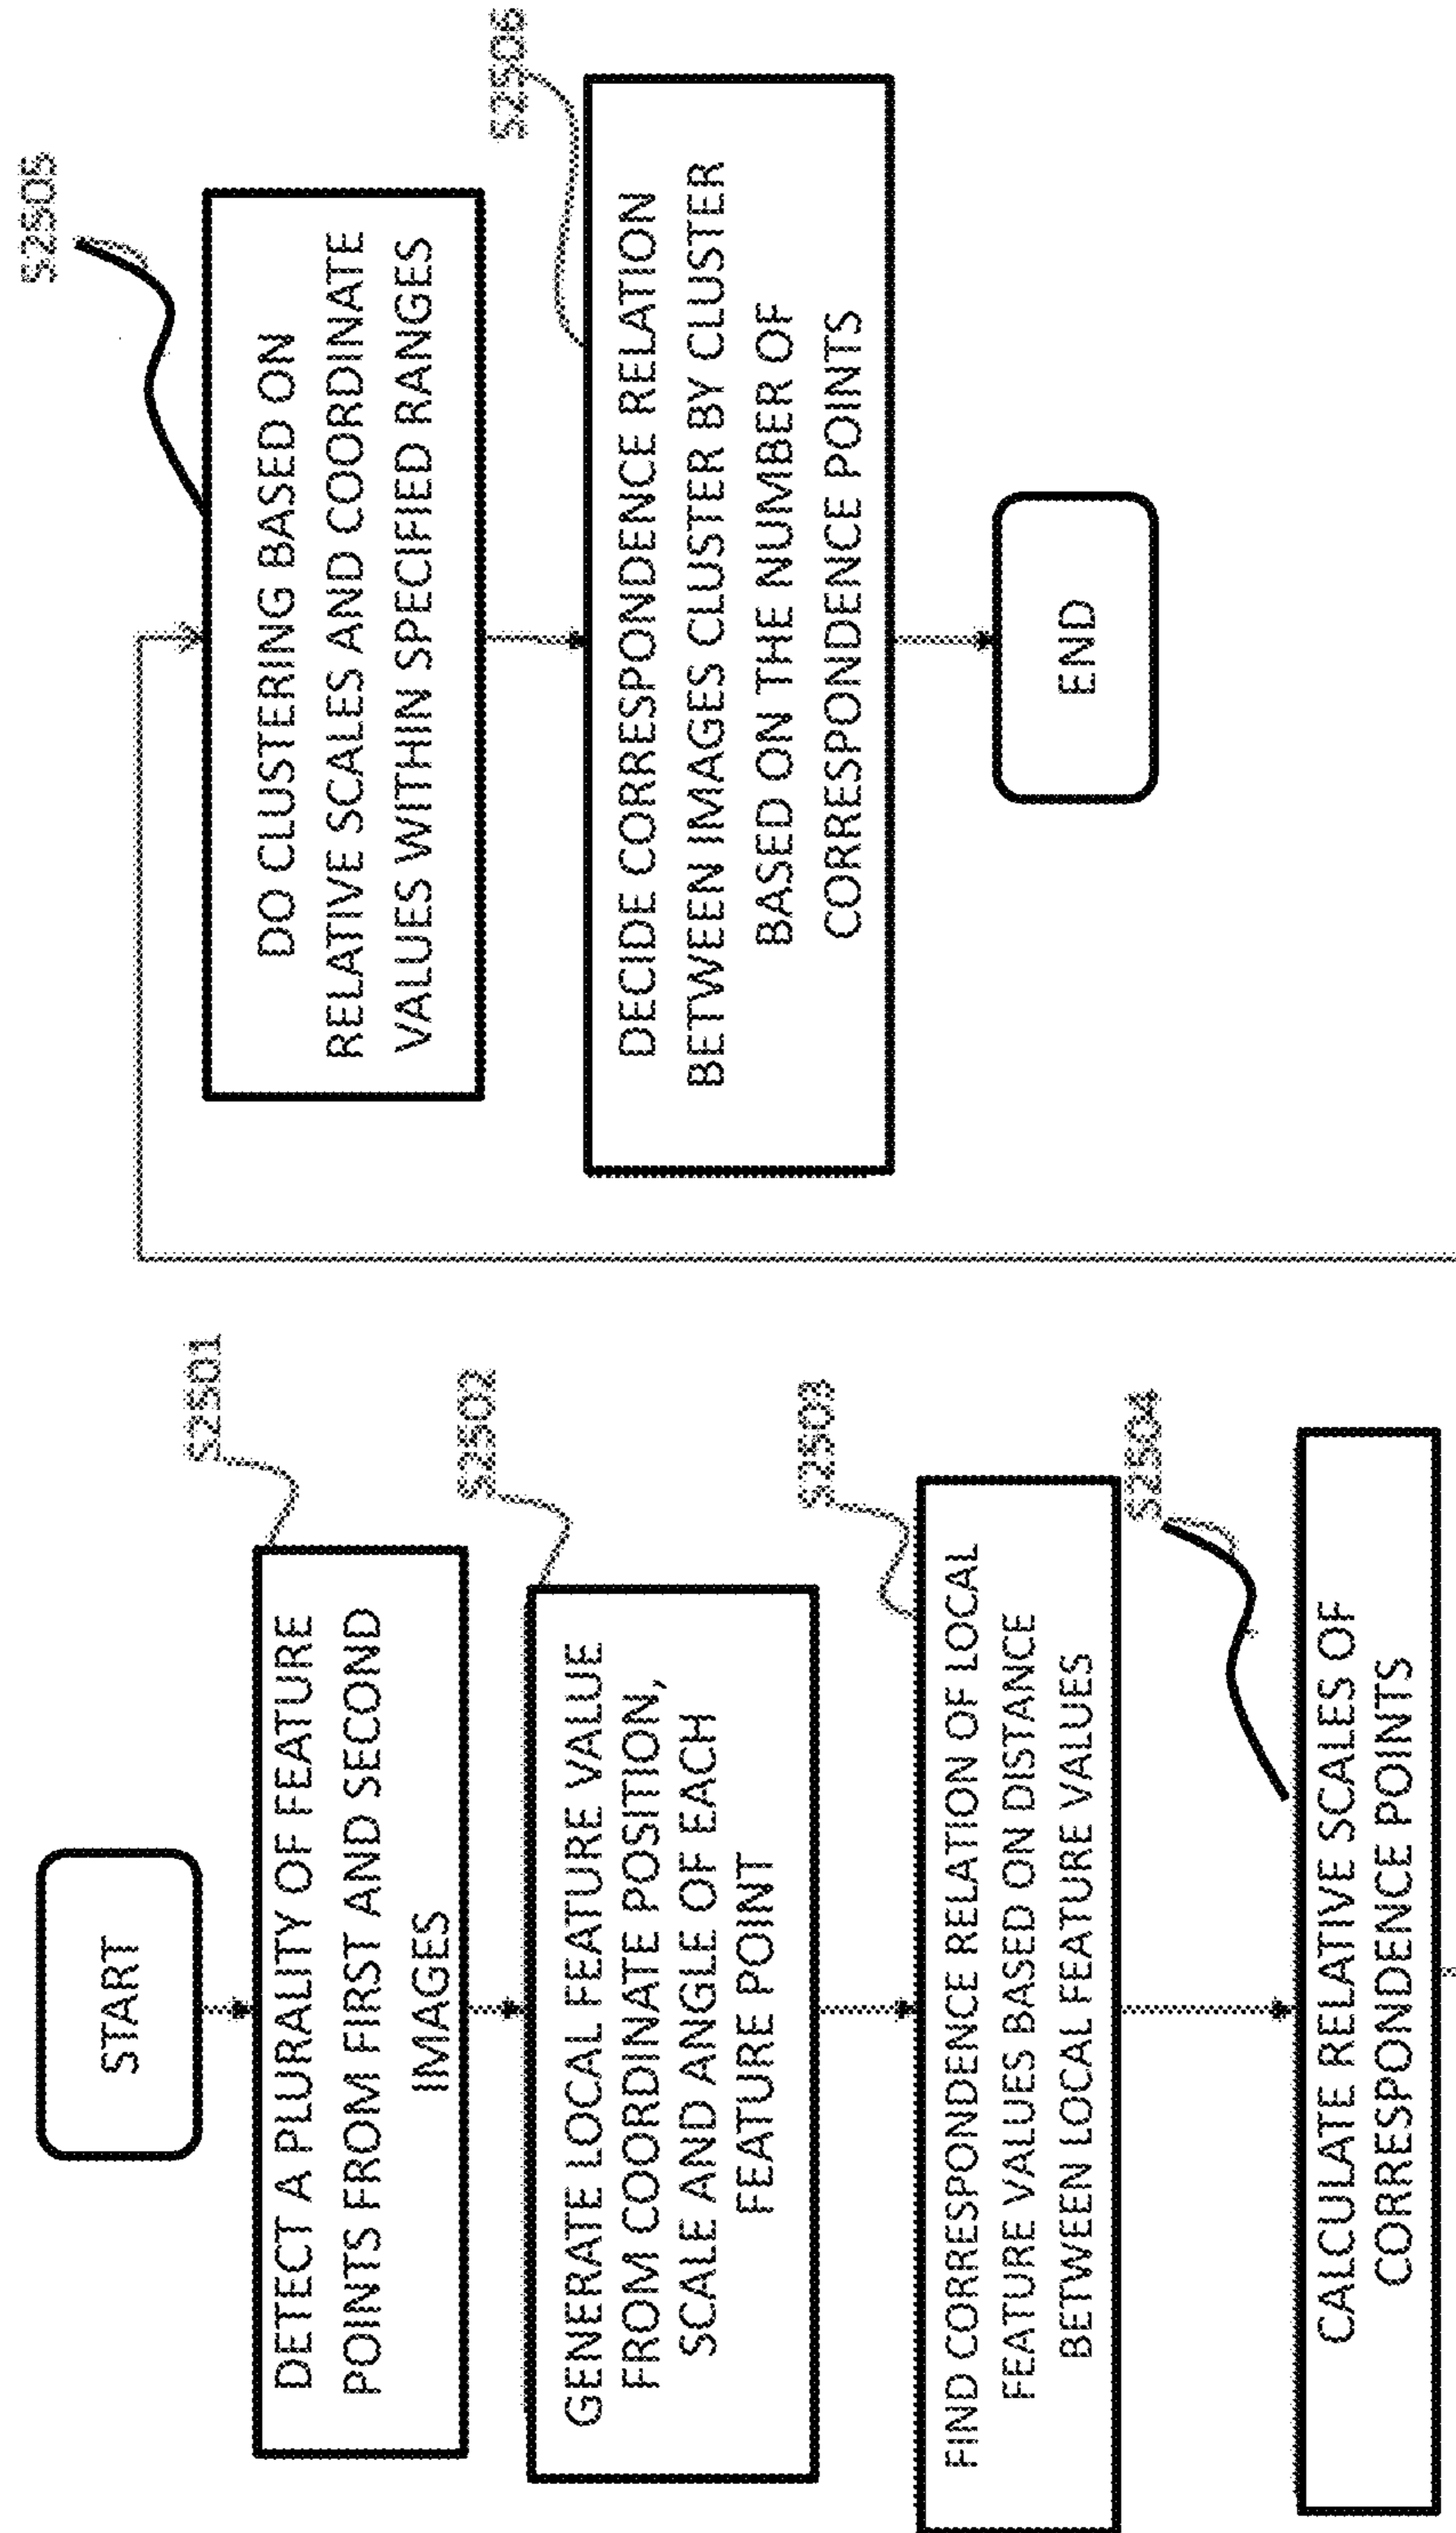 START
S2501
DETECT A PLURALITY OF FEATURE
POINTS FROM FIRST AND SECOND
IMAGES
S2502
GENERATE LOCAL FEATURE VALUE
FROM COORDINATE POSITION,
SCALE AND ANGLE OF EACH
FEATURE POINT
S2503
FIND CORRESPONDENCE RELATION OF LOCAL
FEATURE VALUES BASED ON DISTANCE
BETWEEN LOCAL FEATURE VALUES
S2504
CALCULATE RELATIVE SCALES OF
CORRESPONDENCE POINTS
S2505
DO CLUSTERING BASED ON
RELATIVE SCALES AND COORDINATE
VALUES WITHIN SPECIFIED RANGES
S2506
DECIDE CORRESPONDENCE RELATION
BETWEEN IMAGES CLUSTER BY CLUSTER
BASED ON THE NUMBER OF
CORRESPONDENCE POINTS
END